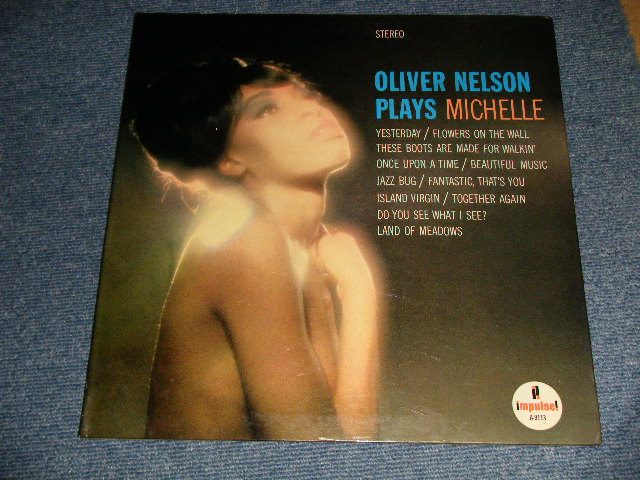 STEREO
OLIVER NELSON
PLAYS MICHELLE
YESTERDAY / FLOWERS ON THE WALL
THESE BOOTS ARE MADE FOR WALKIN'
ONCE UPON A TIME / BEAUTIFUL MUSIC
JAZZ BUG / FANTASTIC, THAT'S YOU
ISLAND VIRGIN / TOGETHER AGAIN
DO YOU SEE WHAT I SEE?
LAND OF MEADOWS
impulse!
A-9113